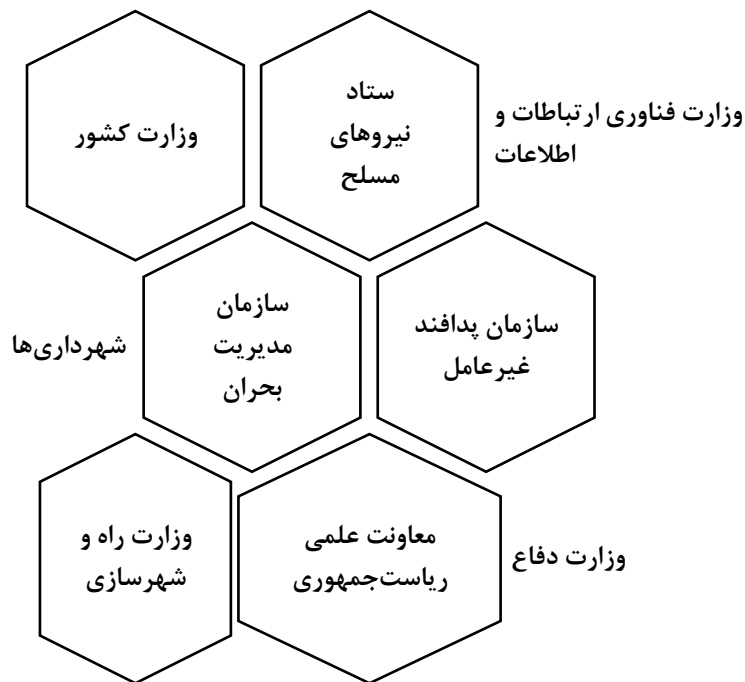 وزارت فناوری ارتباطات و
اطلاعات
ستاد
نیروهای
مسلح
وزارت کشور
سازمان پدافند
غیرعامل
سازمان
مدیریت
بحران
شهرداری‌ها
وزارت دفاع
معاونت علمی
ریاست‌جمهوری
وزارت راه و
شهرسازی